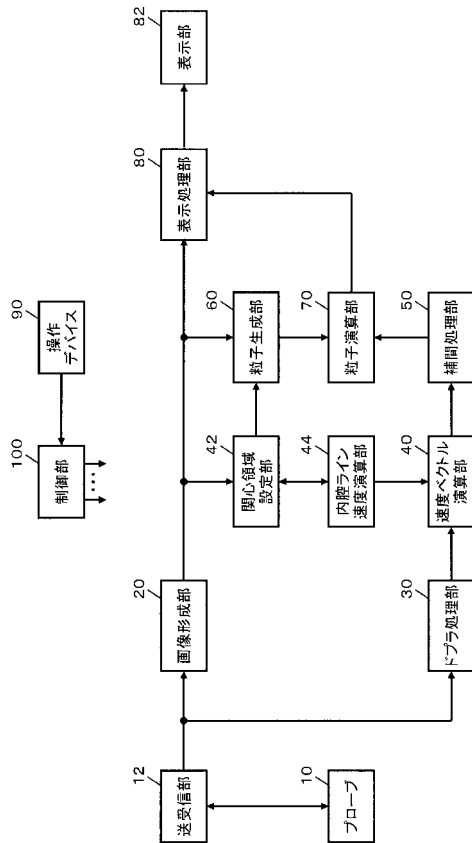 100
制御部
90
操作
デバイス
12
送受信部
20
画像形成部
80
表示処理部
82
表示部
42
関心領域
設定部
60
粒子生成部
44
内腔ライン
速度演算部
70
粒子演算部
10
プローブ
30
ドプラ処理部
40
速度ベクトル
演算部
50
補間処理部